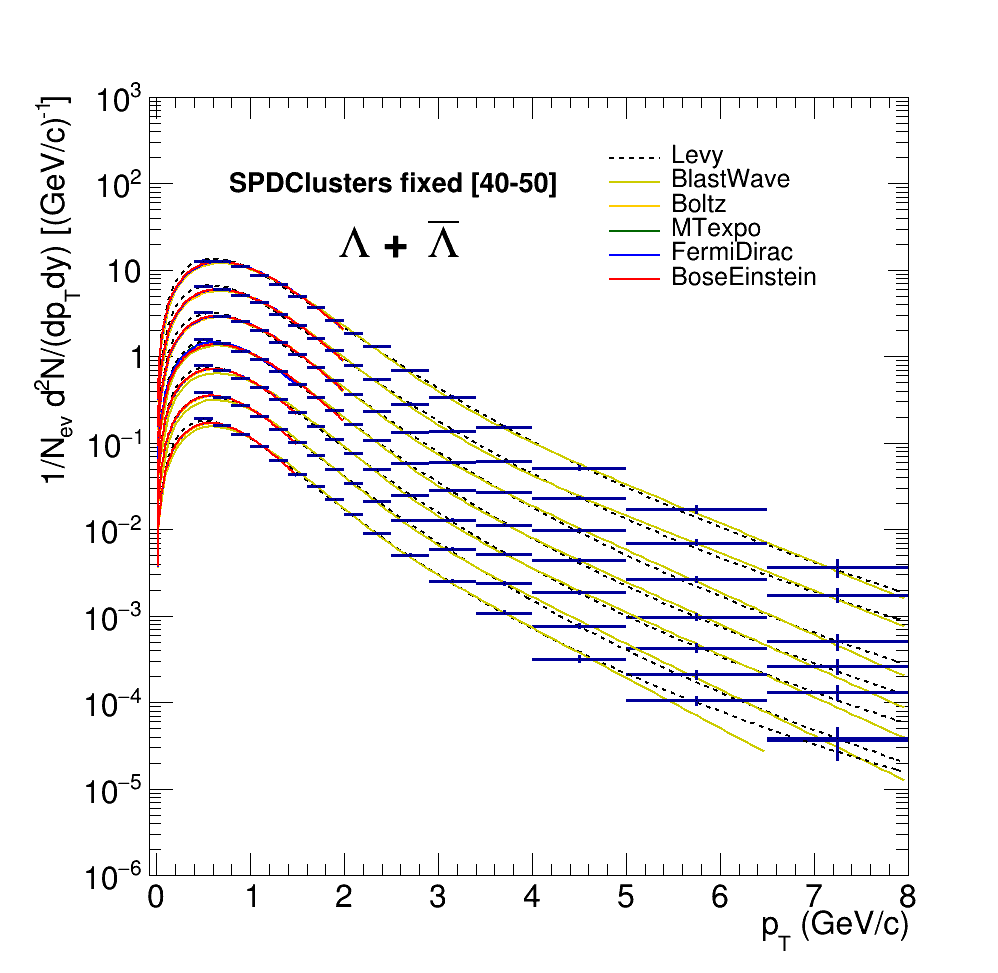 1/N_ev d²N/(dp_Tdy) [(GeV/c)⁻¹]
10³
10²
10
1
10⁻¹
10⁻²
10⁻³
10⁻⁴
10⁻⁵
10⁻⁶
SPDClusters fixed [40-50]
Λ + Λ̅
Levy
BlastWave
Boltz
MTexpo
FermiDirac
BoseEinstein
0 1 2 3 4 5 6 7 8
p_T (GeV/c)